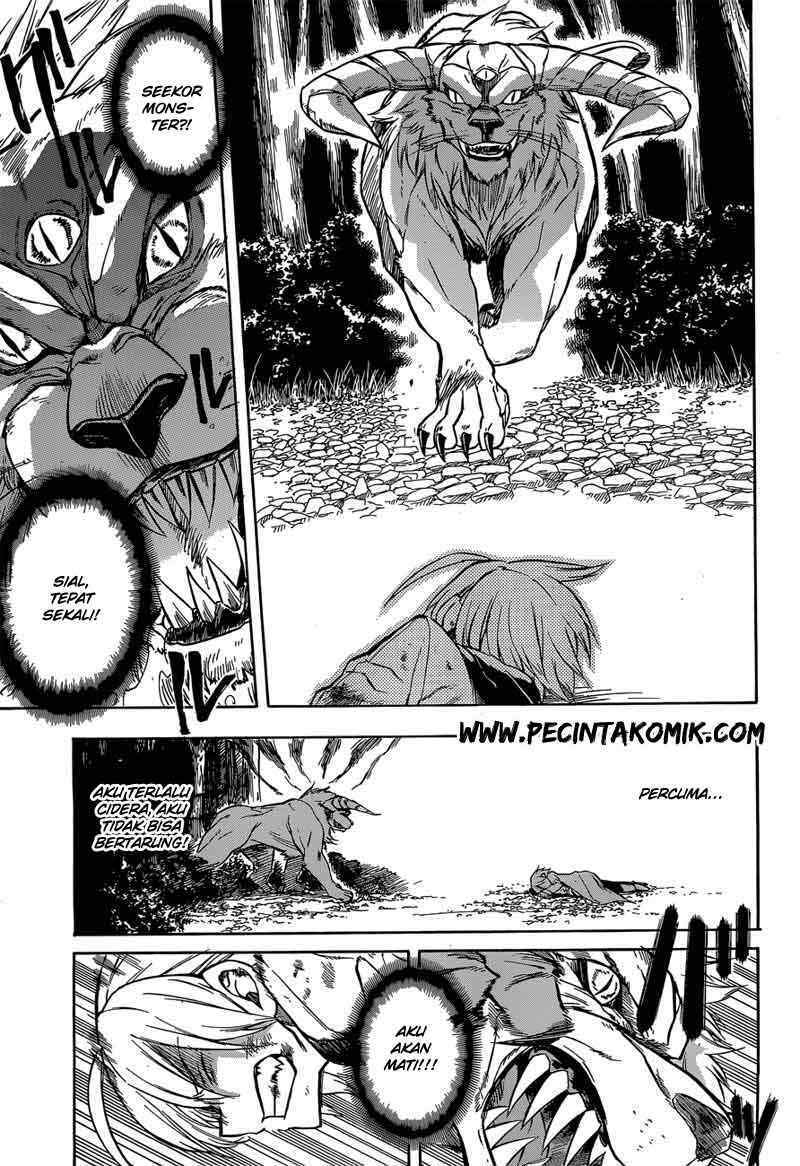 SEEKOR
MONS-
TER?!
SIAL,
TEPAT
SEKALI!
WWW.PECINTAKOMIK.COM
PERCUMA...
AKU TERLALU
CIDERA, AKU
TIDAK BISA
BERTARUNG!
AKU
AKAN
MATI!!!